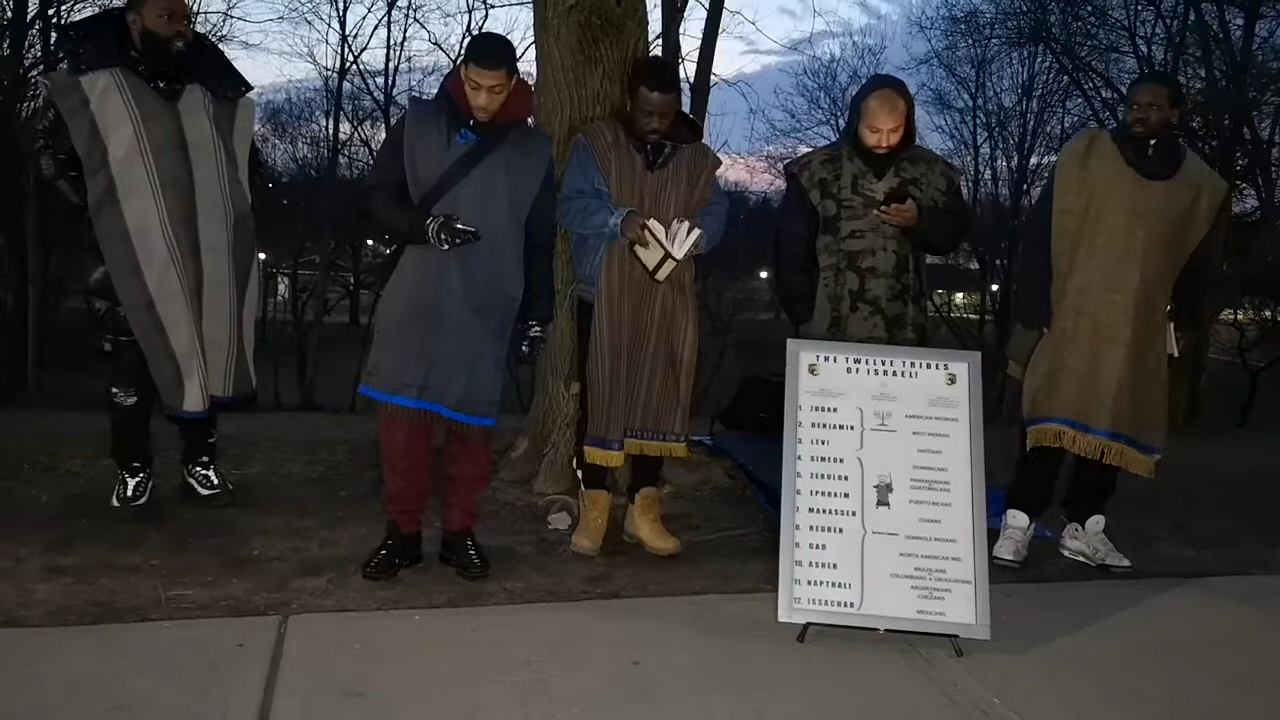 THE TWELVE TRIBES
OF ISRAEL!
1. JUDAH
AMERICAN NEGROES
2. BENJAMIN
WEST INDIANS
3. LEVI
HAITIANS
4. SIMEON
DOMINICANS
5. ZEBULON
PANAMANIANS
GUATEMALANS
6. EPHRAIM
PUERTO RICANS
7. MANASSEH
CUBANS
8. REUBEN
SEMINOLE INDIANS
9. GAD
NORTH AMERICAN IND.
10. ASHER
BRAZILIANS
COLUMBIANS & URUGUAYANS
11. NAPTHALI
ARGENTINIANS
CHILEANS
12. ISSACHAR
MEXICANS